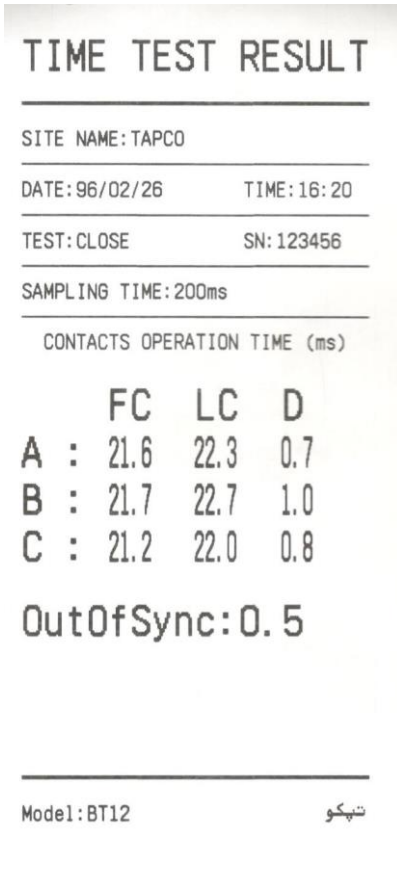 TIME TEST RESULT
SITE NAME:TAPCO
DATE:96/02/26 TIME:16:20
TEST:CLOSE SN:123456
SAMPLING TIME:200ms
CONTACTS OPERATION TIME (ms)
FC LC D
A : 21.6 22.3 0.7
B : 21.7 22.7 1.0
C : 21.2 22.0 0.8
OutOfSync:0.5
Model:BT12 تپکو